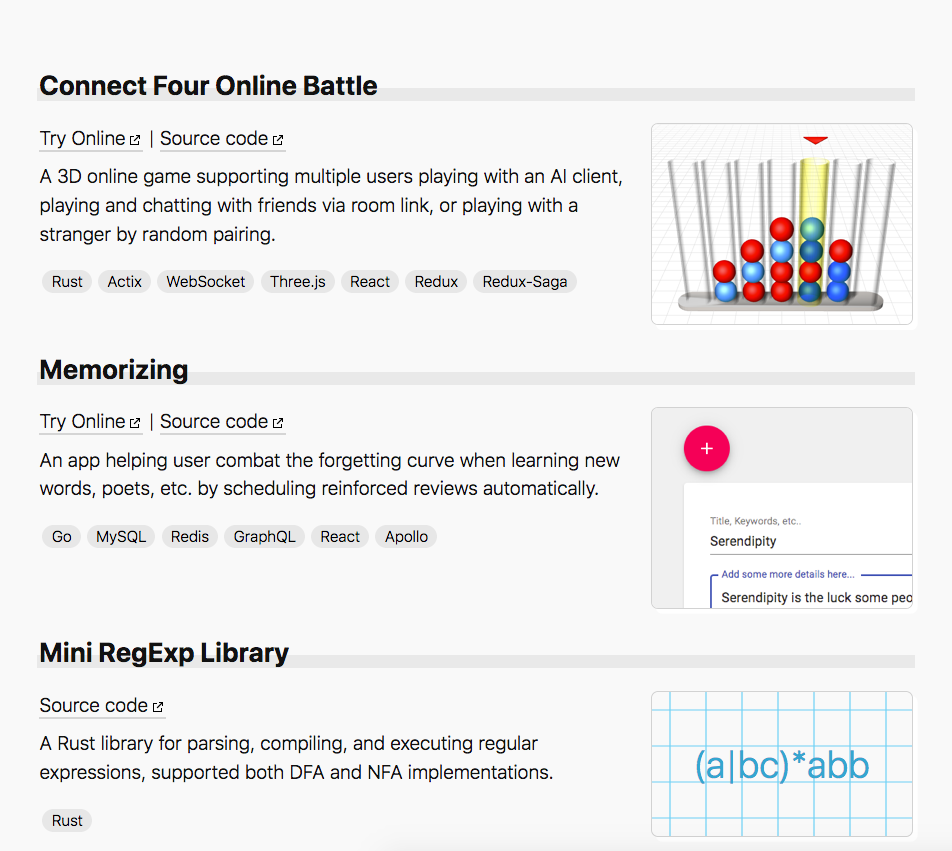 Connect Four Online Battle
Try Online | Source code
A 3D online game supporting multiple users playing with an AI client,
playing and chatting with friends via room link, or playing with a
stranger by random pairing.
Rust Actix WebSocket Three.js React Redux Redux-Saga
Memorizing
Try Online | Source code
An app helping user combat the forgetting curve when learning new
words, poets, etc. by scheduling reinforced reviews automatically.
Go MySQL Redis GraphQL React Apollo
+
Title, Keywords, etc..
Serendipity
Add some more details here...
Serendipity is the luck some peo
Mini RegExp Library
Source code
A Rust library for parsing, compiling, and executing regular
expressions, supported both DFA and NFA implementations.
Rust
(a|bc)*abb